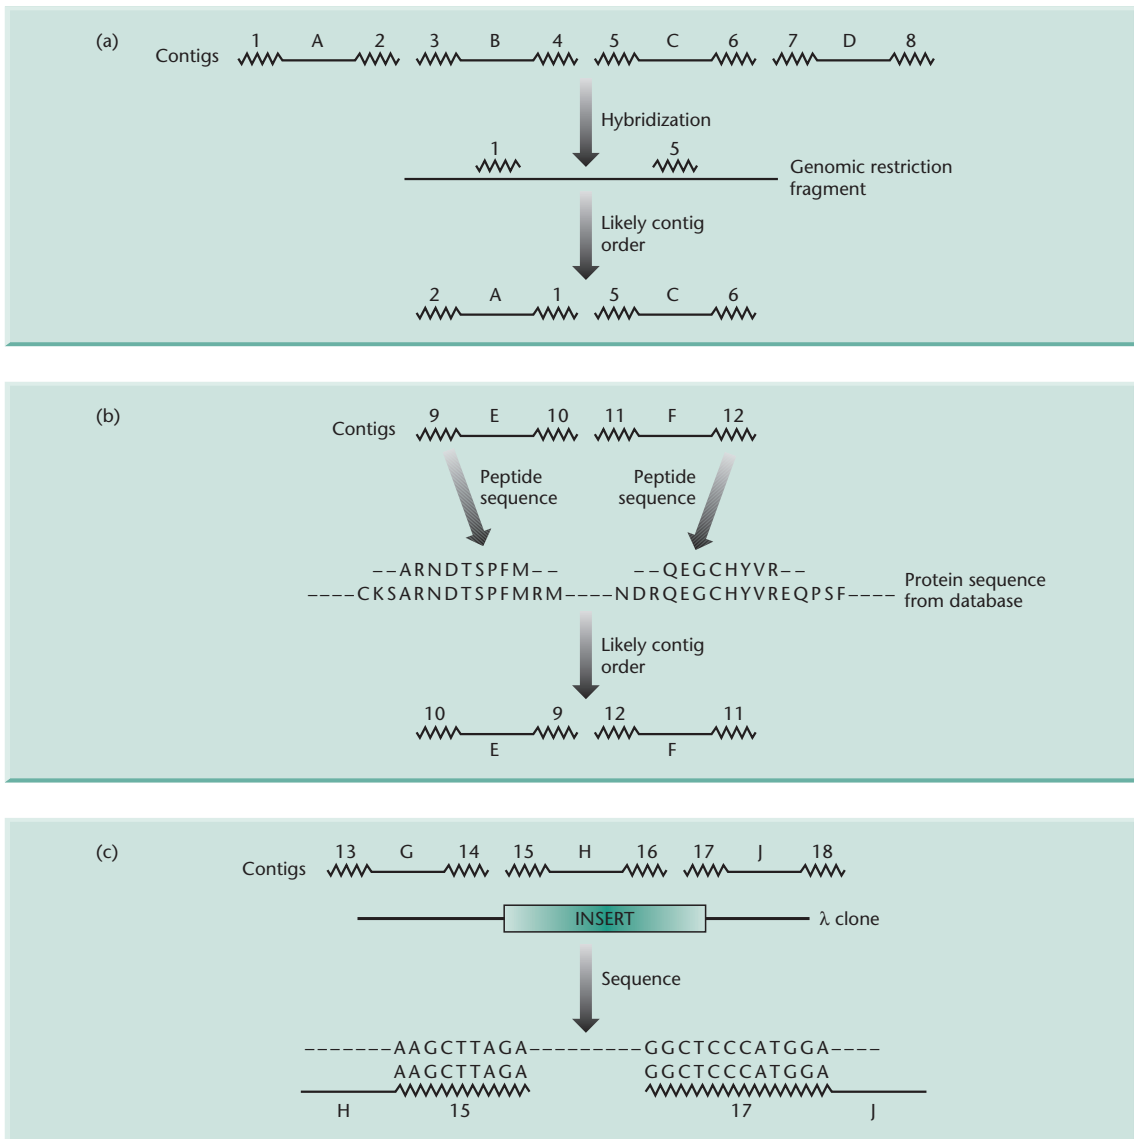 (a)
1 A 2 3 B 4 5 C 6 7 D 8
Contigs
Hybridization
1 5
Genomic restriction
fragment
Likely contig
order
2 A 1 5 C 6
(b)
9 E 10 11 F 12
Contigs
Peptide
sequence
Peptide
sequence
--ARNDTSPFM-- --QEGCHYVR--
----CKSARNDTSPFMRM----NDRQEGCHYVREQPSF----
Protein sequence
from database
Likely contig
order
10 9 12 11
E F
(c)
13 G 14 15 H 16 17 J 18
Contigs
INSERT
λ clone
Sequence
-------AAGCTTAGA---------GGCTCCCATGGA----
AAGCTTAGA GGCTCCCATGGA
H 15 17 J